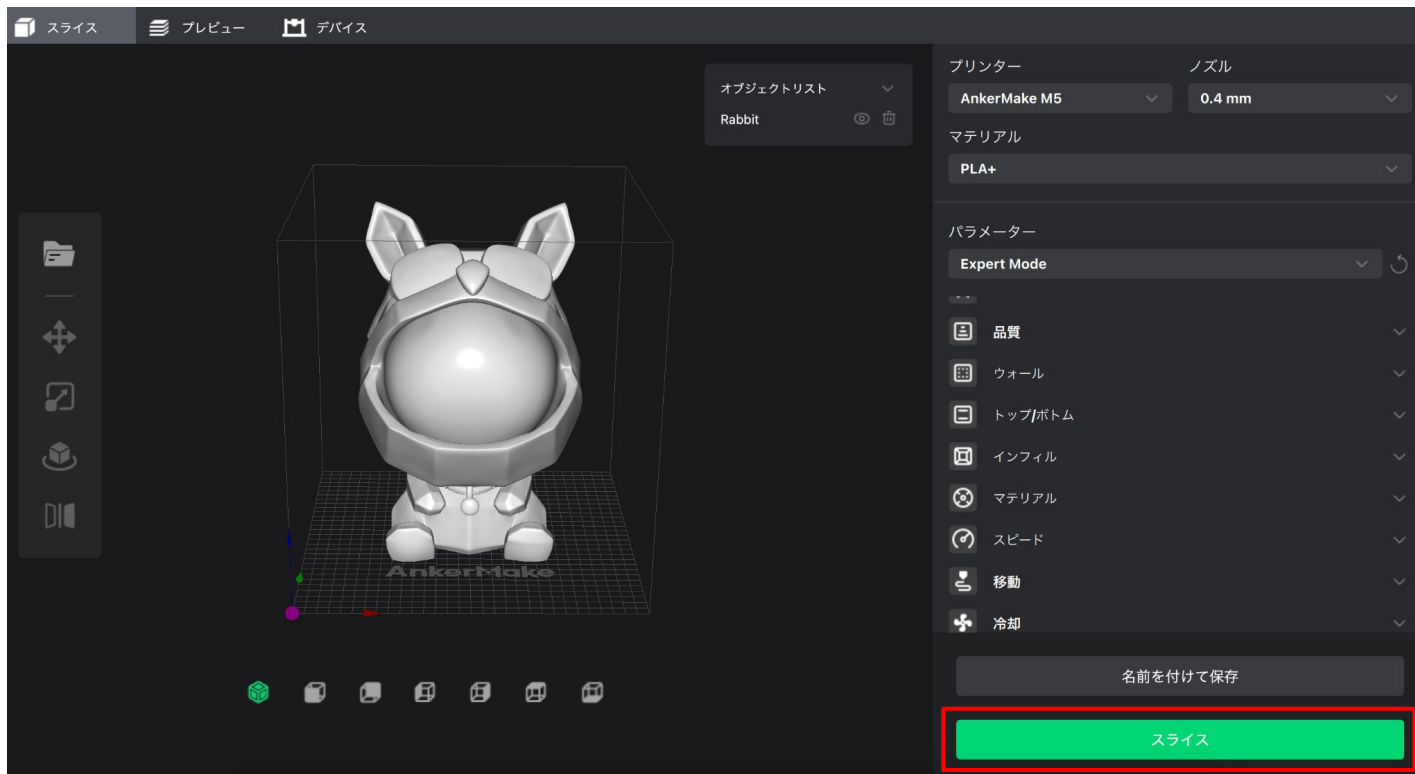 スライス
プレビュー
デバイス
オブジェクトリスト
Rabbit
AnkerMake
プリンター
ノズル
AnkerMake M5
0.4 mm
マテリアル
PLA+
パラメーター
Expert Mode
品質
ウォール
トップ/ボトム
インフィル
マテリアル
スピード
移動
冷却
名前を付けて保存
スライス